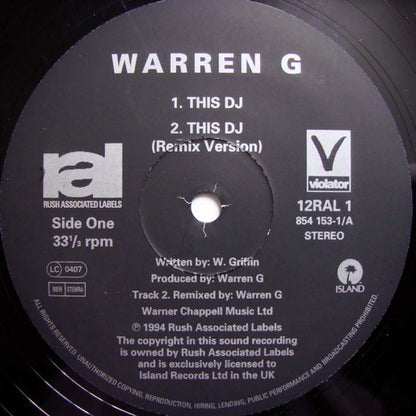 WARREN G
1. THIS DJ
2. THIS DJ
(Remix Version)
ral
RUSH ASSOCIATED LABELS
Side One
33⅓ rpm
V
violator
12RAL 1
854 153-1/A
STEREO
LC 0407
BIEM STEMRA
ISLAND
Written by: W. Griffin
Produced by: Warren G
Track 2. Remixed by: Warren G
Warner Chappell Music Ltd
℗ 1994 Rush Associated Labels
The copyright in this sound recording
is owned by Rush Associated Labels
and is exclusively licensed to
Island Records Ltd in the UK
ALL RIGHTS RESERVED. UNAUTHORIZED COPYING, REPRODUCTION, HIRING, LENDING, PUBLIC PERFORMANCE AND BROADCASTING PROHIBITED.